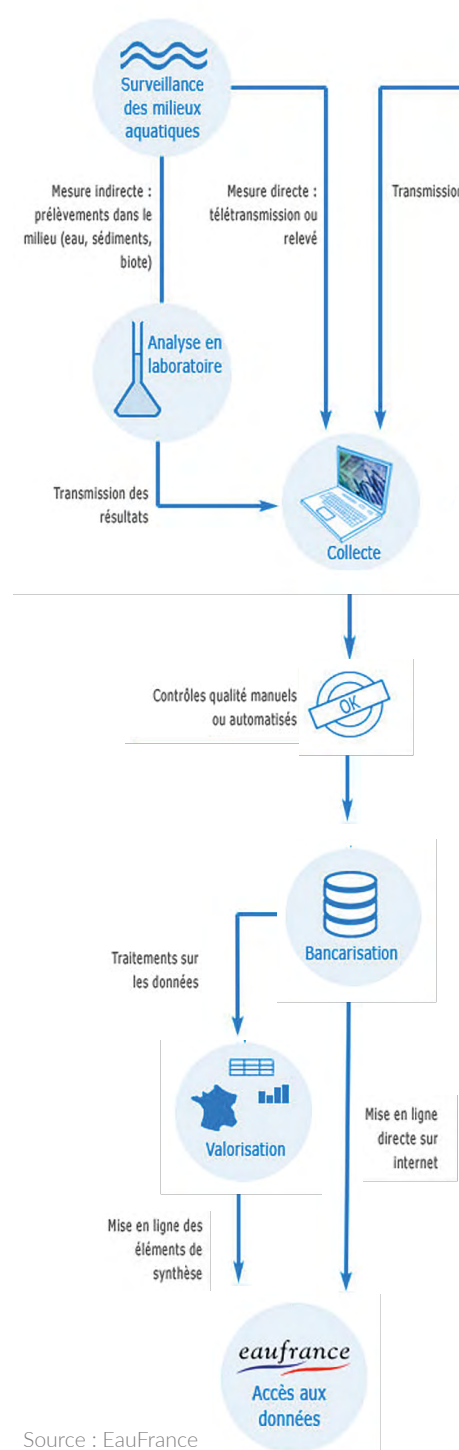 Surveillance
des milieux
aquatiques
Mesure indirecte :
prélèvements dans le
milieu (eau, sédiments,
biote)
Mesure directe :
télétransmission ou
relevé
Transmission
Analyse en
laboratoire
Transmission des
résultats
Collecte
Contrôles qualité manuels
ou automatisés
OK
Bancarisation
Traitements sur
les données
Valorisation
Mise en ligne
directe sur
internet
Mise en ligne des
éléments de
synthèse
eaufrance
Accès aux
données
Source : EauFrance